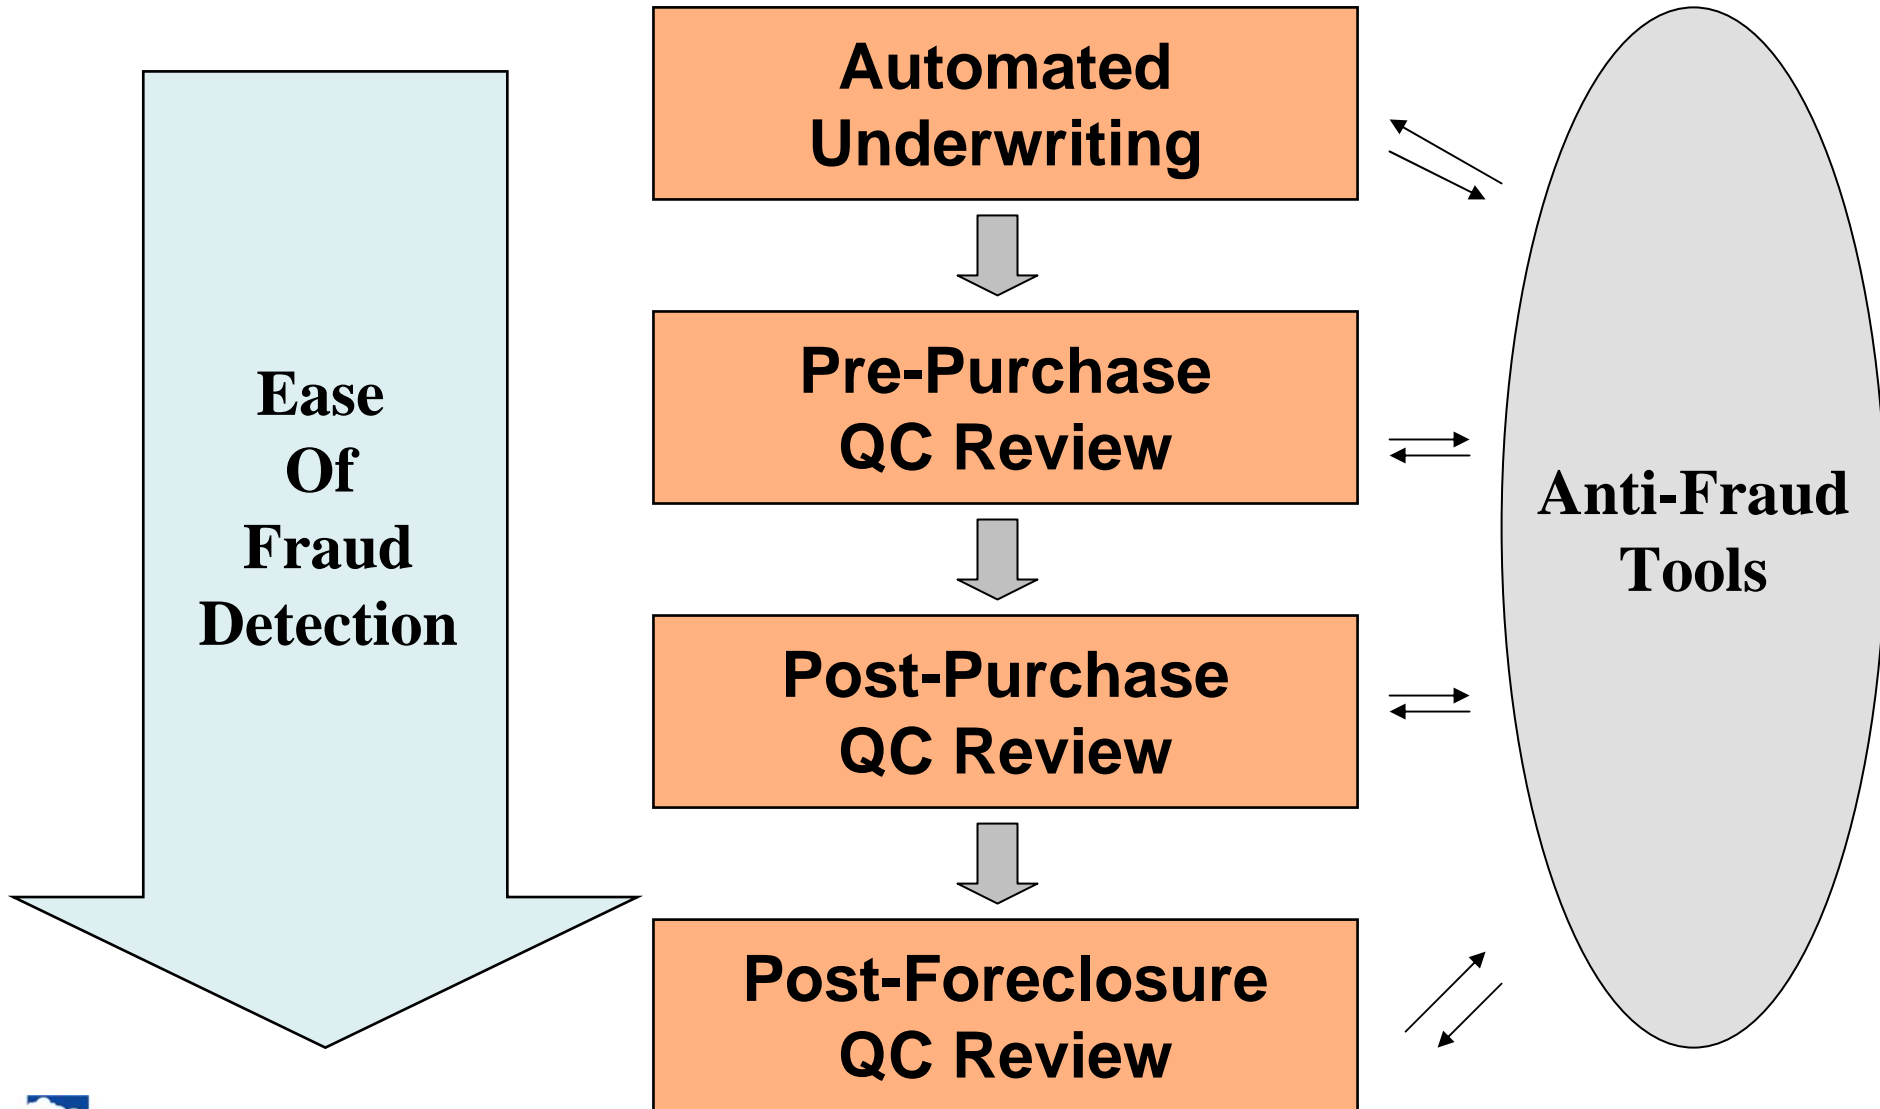 Automated
Underwriting
Pre-Purchase
QC Review
Post-Purchase
QC Review
Post-Foreclosure
QC Review
Ease
Of
Fraud
Detection
Anti-Fraud
Tools